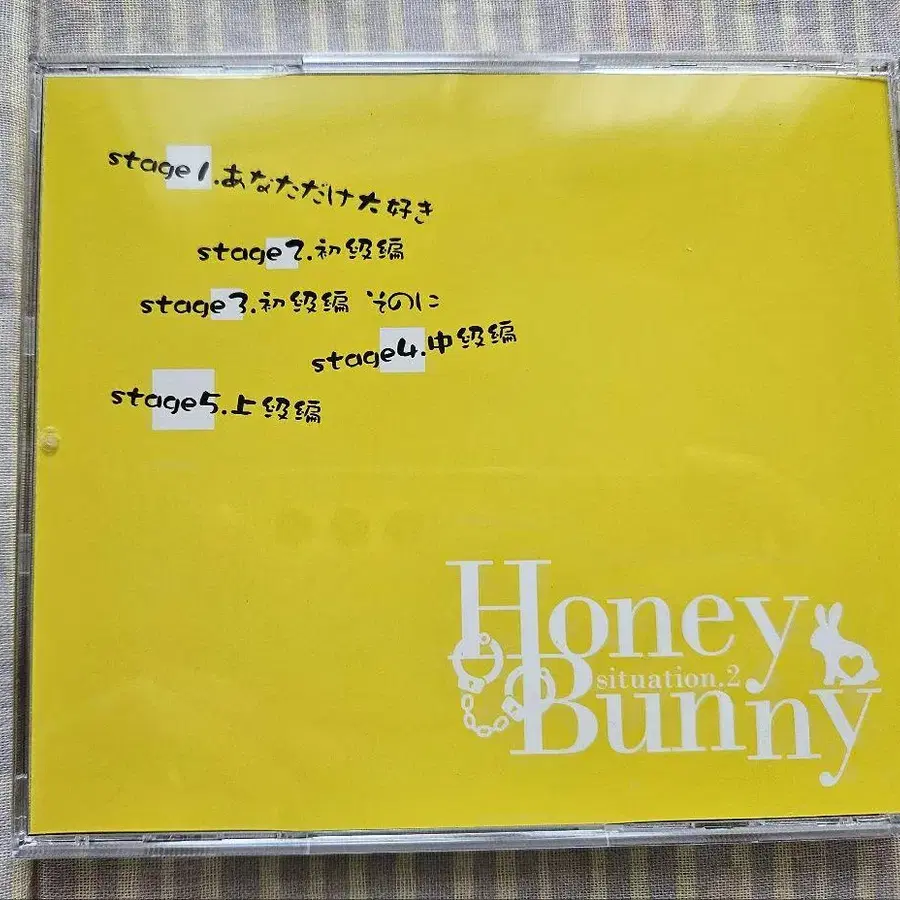 stage1.あなただけ大好き
stage2.初級編
stage3.初級編 そのに
stage4.中級編
stage5.上級編
Honey
situation.2
Bunny